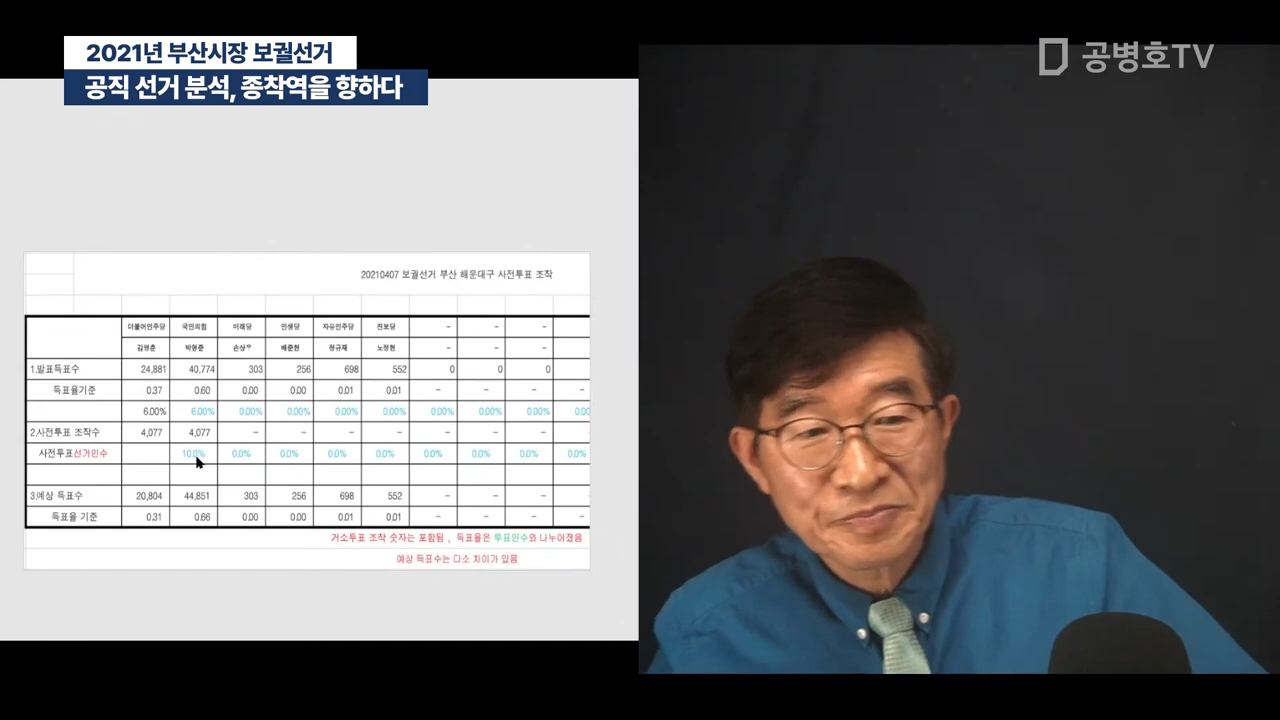 2021년 부산시장 보궐선거
공직 선거 분석, 종착역을 향하다
공병호TV
20210407 보궐선거 부산 해운대구 사전투표 조작
더불어민주당 국민의힘 미래당 민생당 자유민주당 진보당 - - -
김영춘 박형준 손상우 배준현 정규재 노정현 - - -
1.발표득표수 24,881 40,774 303 256 698 552 0 0 0
득표율기준 0.37 0.60 0.00 0.00 0.01 0.01 - - - -
6.00% 6.00% 0.00% 0.00% 0.00% 0.00% 0.00% 0.00% 0.00% 0.00
2.사전투표 조작수 4,077 4,077 - - - - - - - -
사전투표선거인수 10.0% 0.0% 0.0% 0.0% 0.0% 0.0% 0.0% 0.0% 0.0%
3.예상 득표수 20,804 44,851 303 256 698 552 - - - -
득표율 기준 0.31 0.66 0.00 0.00 0.01 0.01 - - - -
거소투표 조작 숫자는 포함됨 , 득표율은 투표인수와 나누어졌음
예상 득표수는 다소 차이가 있음